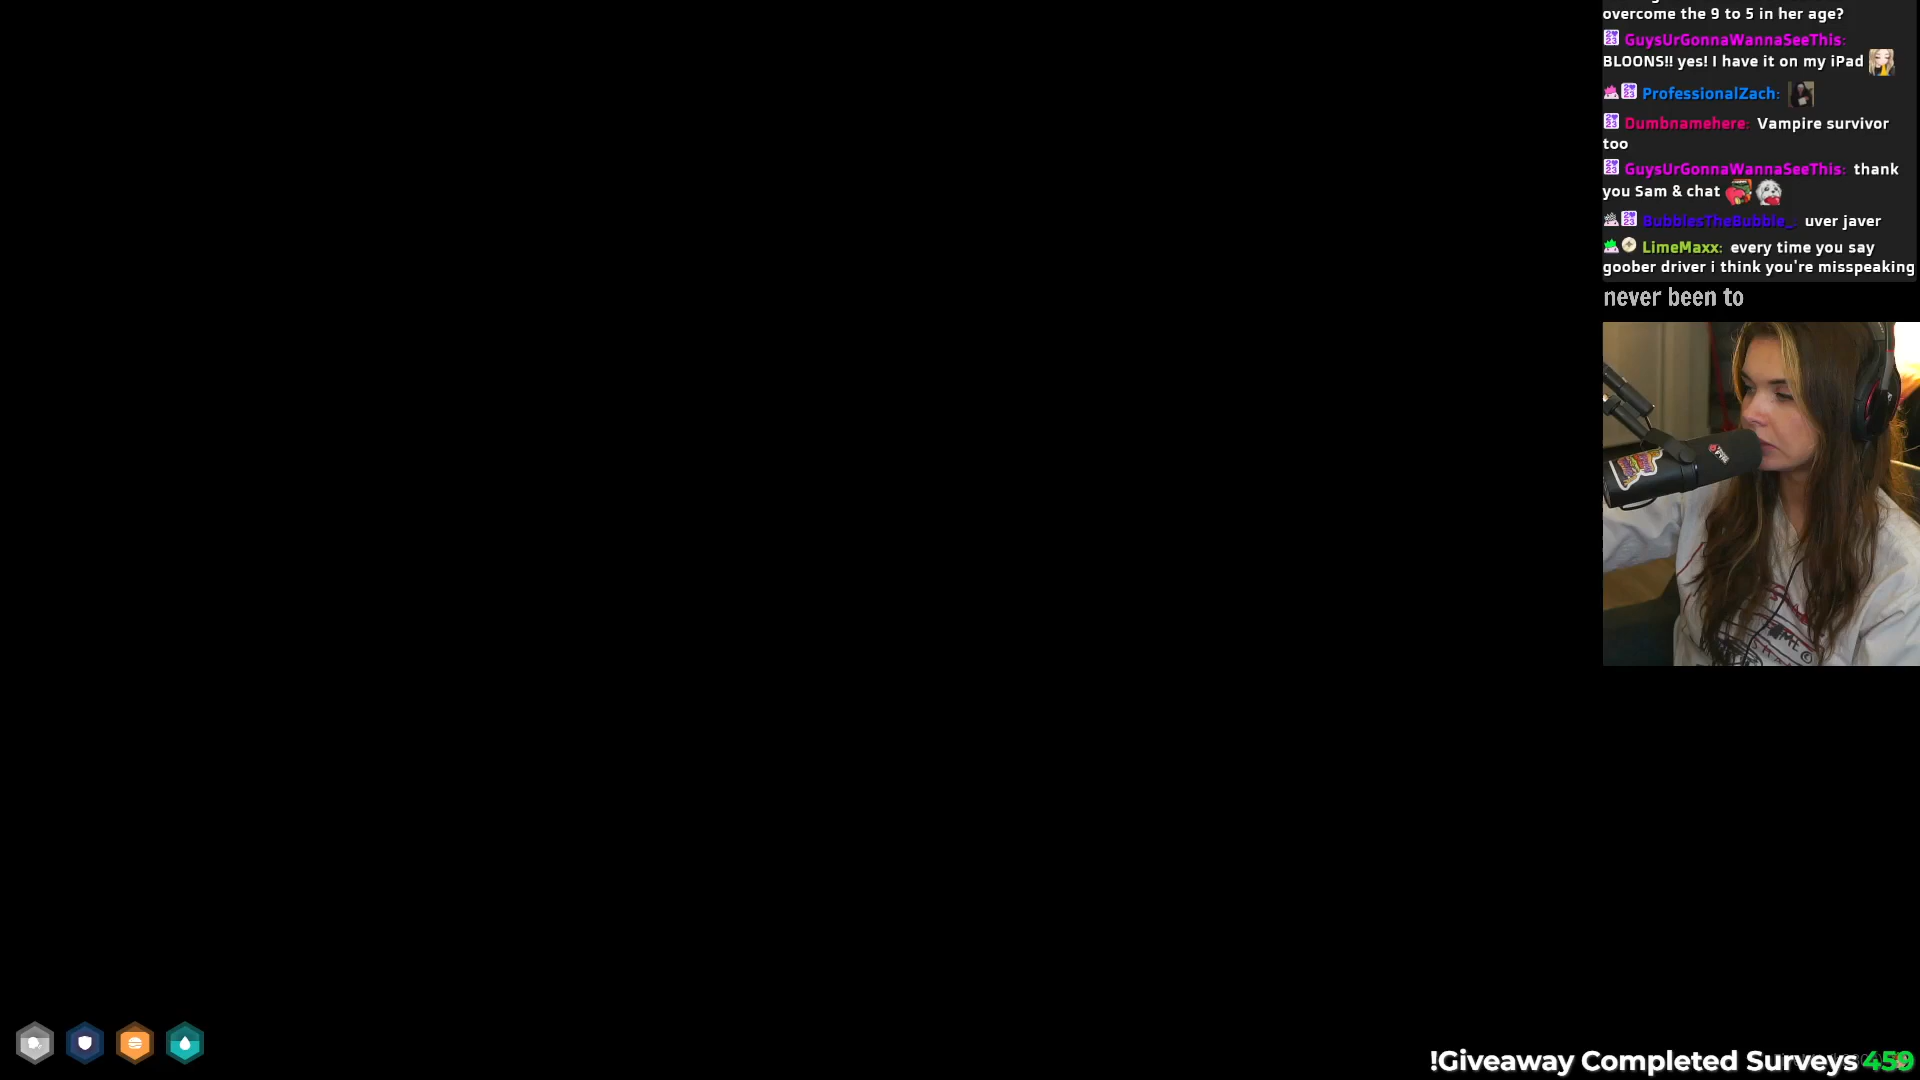 overcome the 9 to 5 in her age?
GuysUrGonnaWannaSeeThis:
BLOONS!! yes! I have it on my iPad
ProfessionalZach:
Dumbnamehere: Vampire survivor
too
GuysUrGonnaWannaSeeThis: thank
you Sam & chat
BubblesTheBubble_: uver javer
LimeMaxx: every time you say
goober driver i think you're misspeaking
never been to
!Giveaway Completed Surveys 459